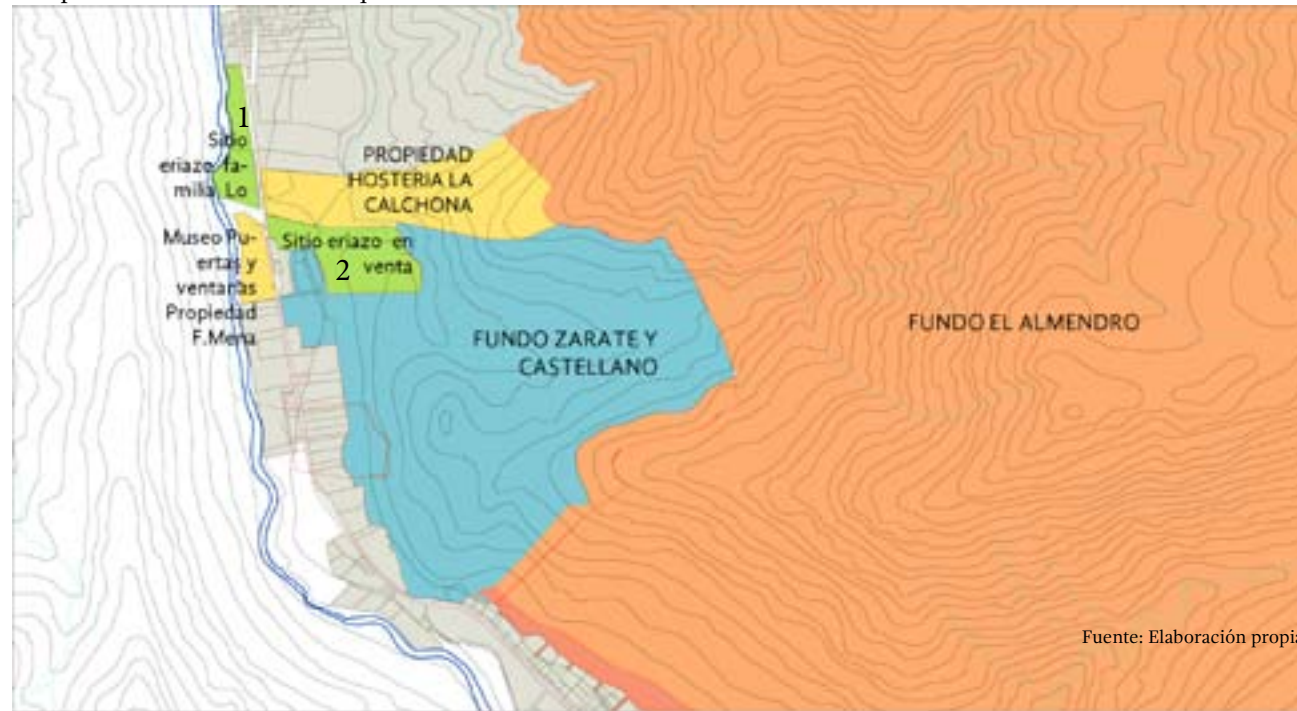 1
Sitio
eriazo fa-
milia Lo
PROPIEDAD
HOSTERIA LA
CALCHONA
Museo Pu-
ertas y
ventanas
Propiedad
F.Mena
Sitio eriazo en
2 venta
FUNDO ZARATE Y
CASTELLANO
FUNDO EL ALMENDRO
Fuente: Elaboración propia